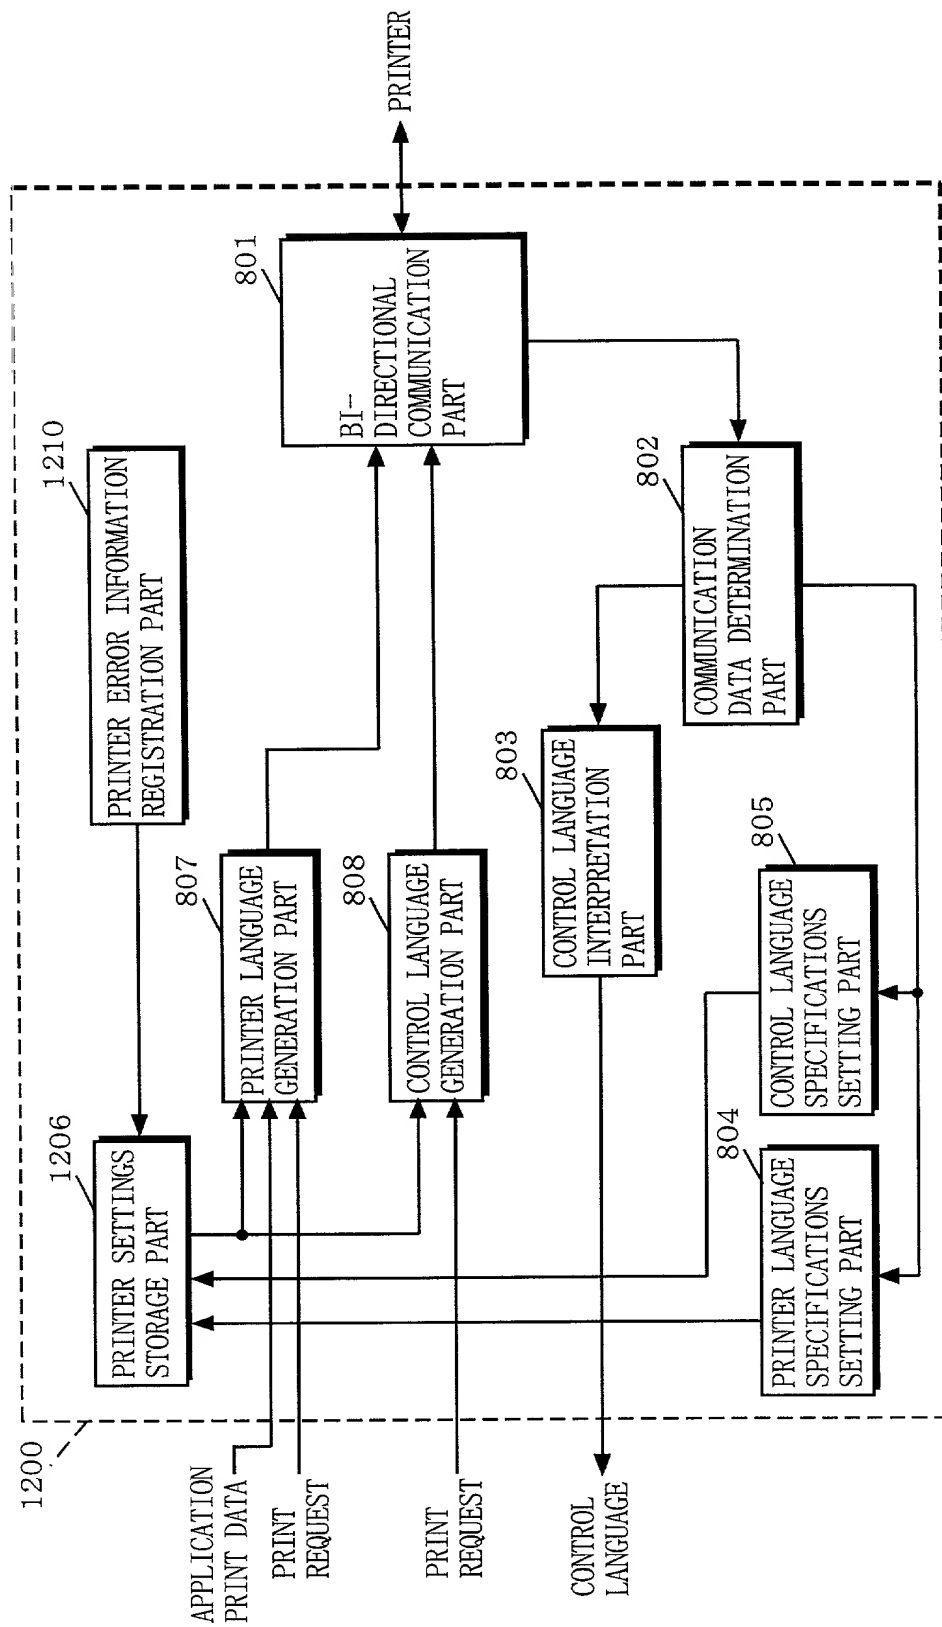 1200
1206
PRINTER SETTINGS
STORAGE PART
1210
PRINTER ERROR INFORMATION
REGISTRATION PART
APPLICATION
PRINT DATA
PRINT
REQUEST
807
PRINTER LANGUAGE
GENERATION PART
PRINT
REQUEST
808
CONTROL LANGUAGE
GENERATION PART
801
BI-
DIRECTIONAL
COMMUNICATION
PART
PRINTER
CONTROL
LANGUAGE
803
CONTROL LANGUAGE
INTERPRETATION
PART
802
COMMUNICATION
DATA DETERMINATION
PART
804
PRINTER LANGUAGE
SPECIFICATIONS
SETTING PART
805
CONTROL LANGUAGE
SPECIFICATIONS
SETTING PART